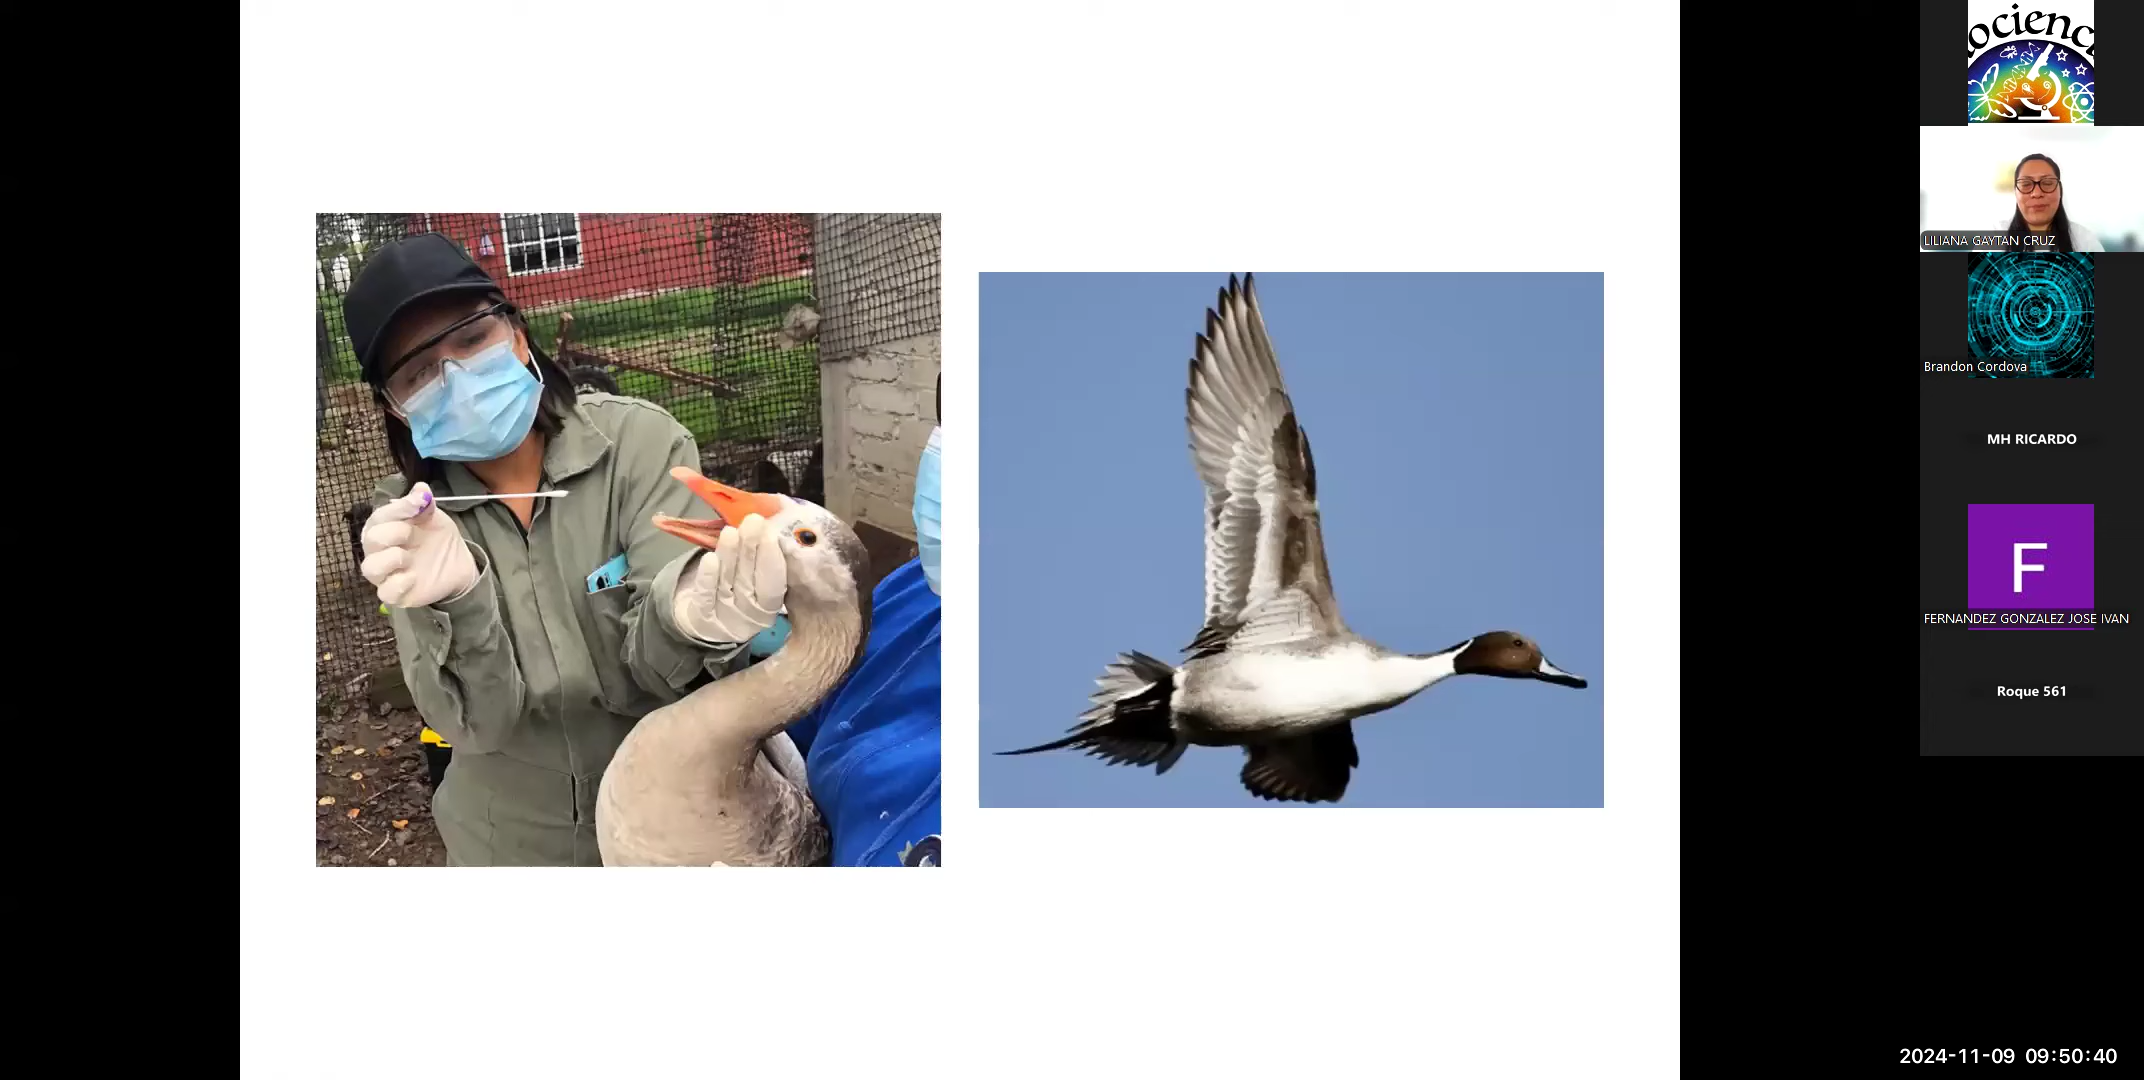 ocienc
LILIANA GAYTAN CRUZ
Brandon Cordova
MH RICARDO
F
FERNANDEZ GONZALEZ JOSE IVAN
Roque 561
2024-11-09 09:50:40